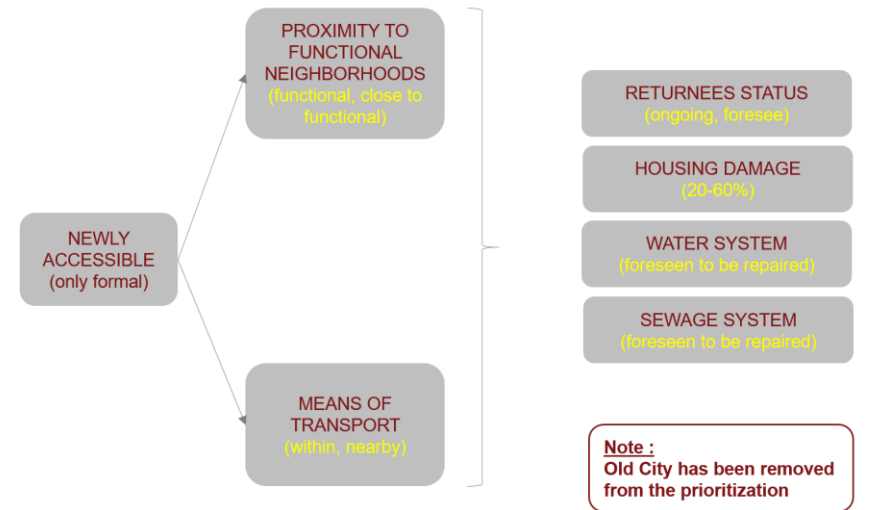 NEWLY
ACCESSIBLE
(only formal)
PROXIMITY TO
FUNCTIONAL
NEIGHBORHOODS
(functional, close to
functional)
MEANS OF
TRANSPORT
(within, nearby)
RETURNEES STATUS
(ongoing, foresee)
HOUSING DAMAGE
(20-60%)
WATER SYSTEM
(foreseen to be repaired)
SEWAGE SYSTEM
(foreseen to be repaired)
Note :
Old City has been removed
from the prioritization